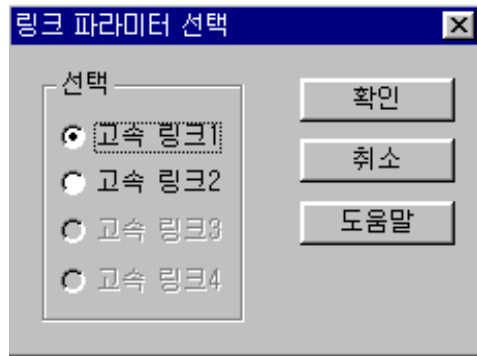 링크 파라미터 선택
선택
고속 링크1
고속 링크2
고속 링크3
고속 링크4
확인
취소
도움말